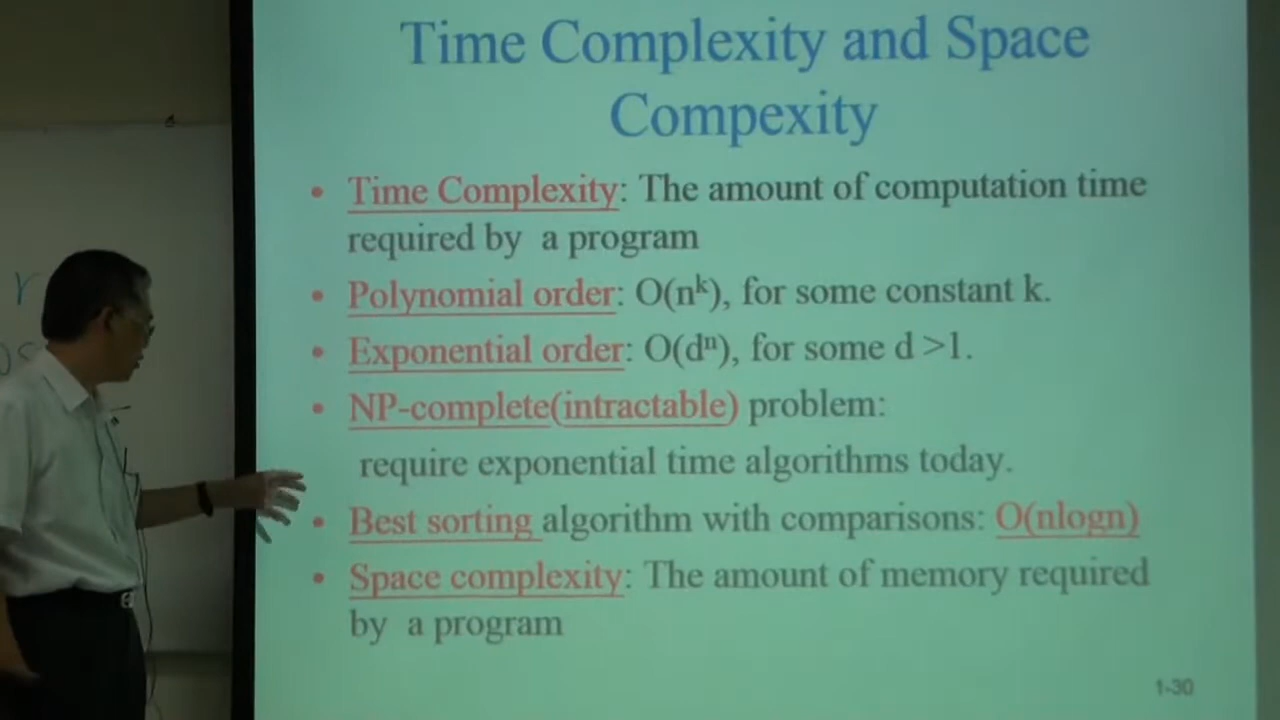 Time Complexity and Space
Compexity
• Time Complexity: The amount of computation time
required by a program
• Polynomial order: O(nᵏ), for some constant k.
• Exponential order: O(dⁿ), for some d >1.
• NP-complete(intractable) problem:
require exponential time algorithms today.
• Best sorting algorithm with comparisons: O(nlogn)
• Space complexity: The amount of memory required
by a program
1-30